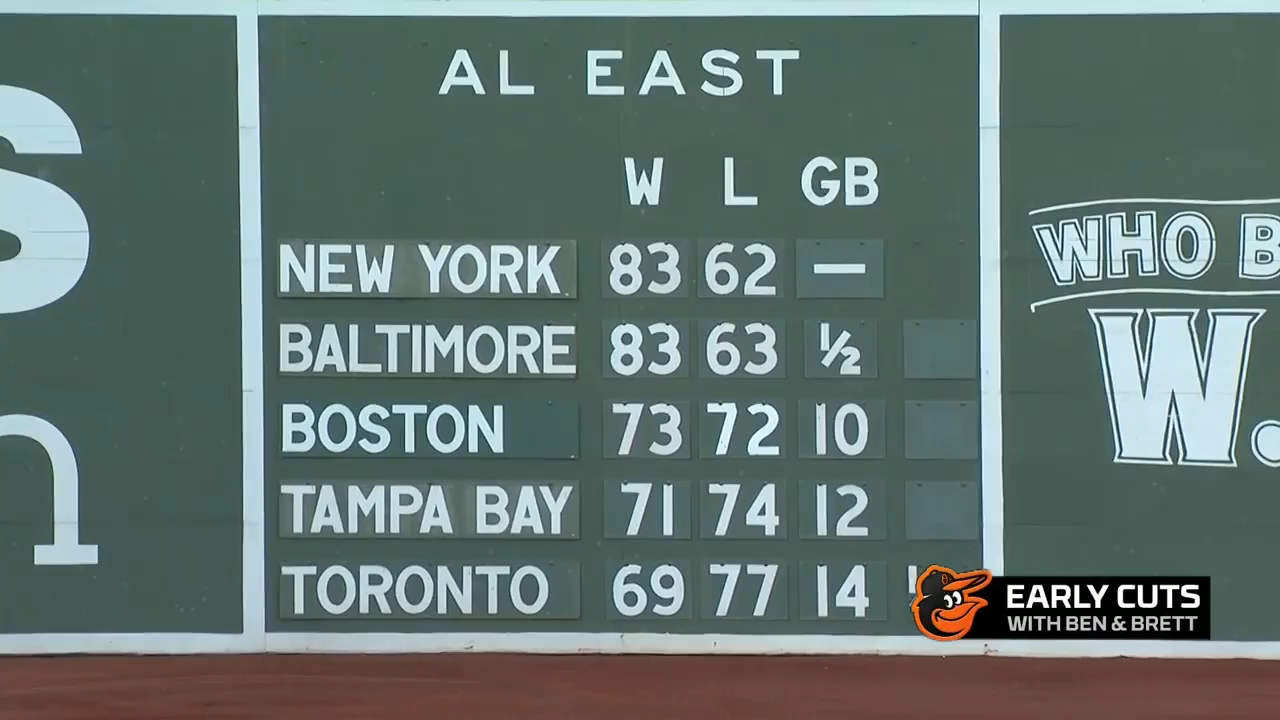 AL EAST
W L GB
NEW YORK 83 62 —
BALTIMORE 83 63 ½
BOSTON 73 72 10
TAMPA BAY 71 74 12
TORONTO 69 77 14
s
n
WHO B
W.
EARLY CUTS
WITH BEN & BRETT